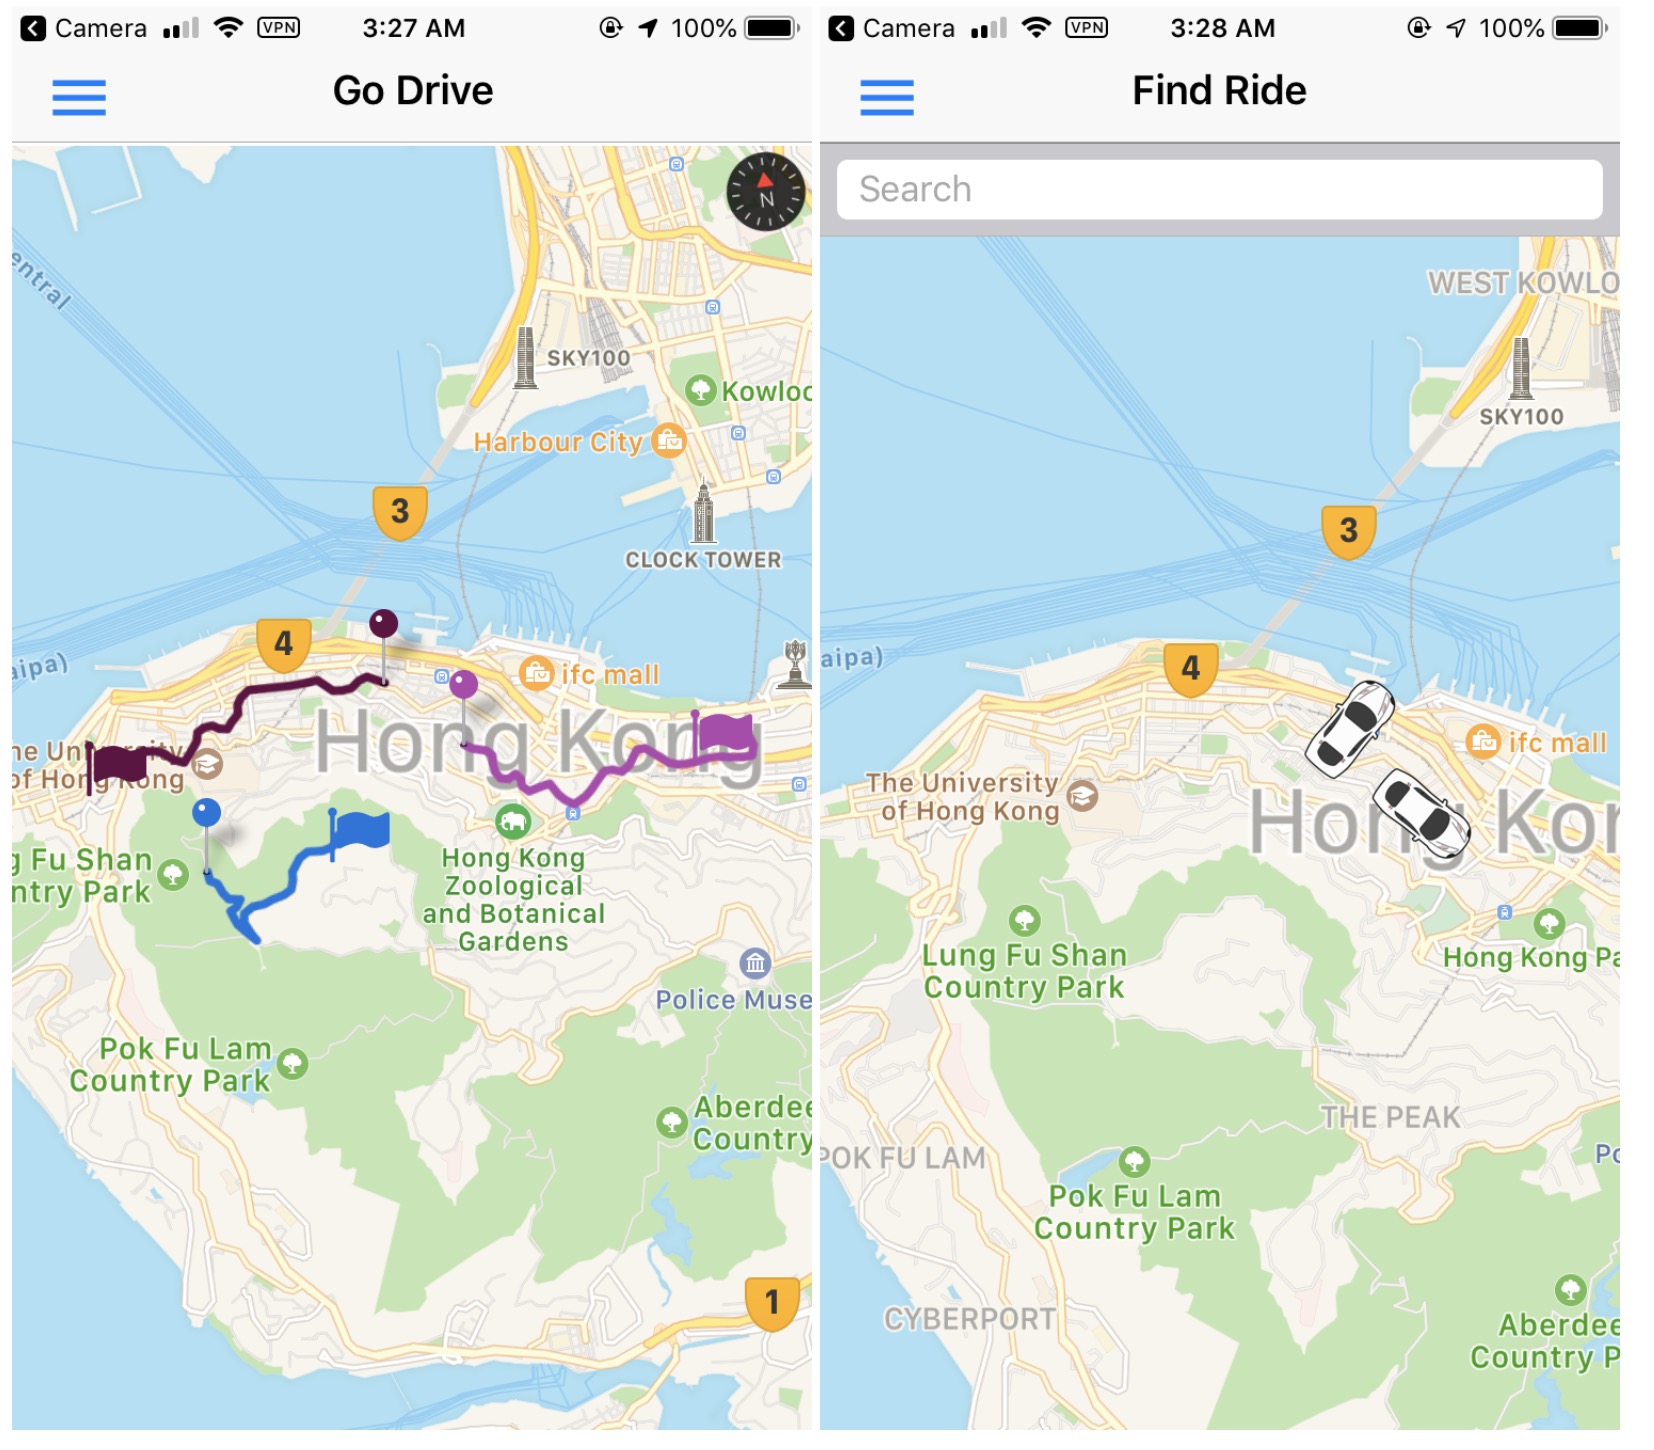 Camera
VPN
3:27 AM
100%
Go Drive
N
entral
SKY100
Kowloo
Harbour City
3
CLOCK TOWER
4
aipa)
ifc mall
Hong Kong
he University
of Hong Kong
g Fu Shan
ntry Park
Hong Kong
Zoological
and Botanical
Gardens
Police Muse
Pok Fu Lam
Country Park
Aberdee
Country
1
Camera
VPN
3:28 AM
100%
Find Ride
Search
WEST KOWLO
SKY100
3
aipa)
4
ifc mall
The University
of Hong Kong
Hong Kon
Lung Fu Shan
Country Park
Hong Kong Pa
THE PEAK
POK FU LAM
Po
Pok Fu Lam
Country Park
CYBERPORT
Aberdee
Country P